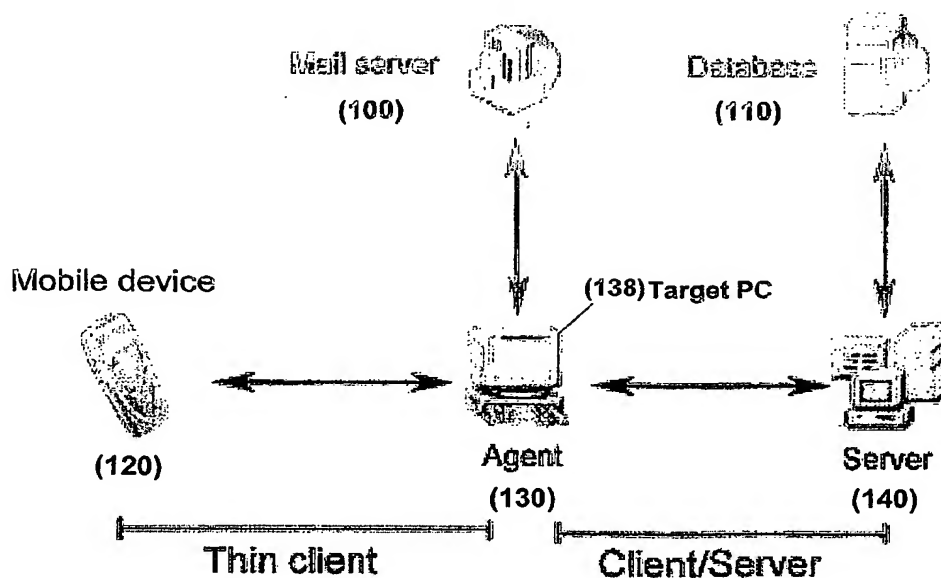 Mail server
(100)
Database
(110)
Mobile device
(138) Target PC
(120)
Agent
(130)
Server
(140)
Thin client
Client/Server